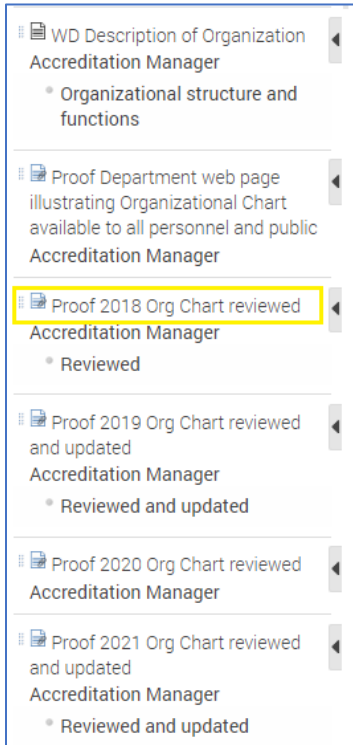 WD Description of Organization
Accreditation Manager
Organizational structure and
functions
Proof Department web page
illustrating Organizational Chart
available to all personnel and public
Accreditation Manager
Proof 2018 Org Chart reviewed
Accreditation Manager
Reviewed
Proof 2019 Org Chart reviewed
and updated
Accreditation Manager
Reviewed and updated
Proof 2020 Org Chart reviewed
Accreditation Manager
Proof 2021 Org Chart reviewed
and updated
Accreditation Manager
Reviewed and updated